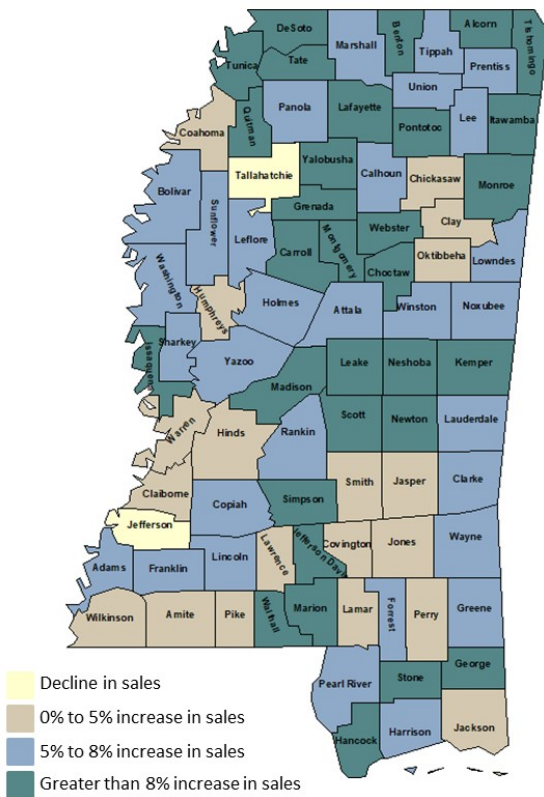 DeSoto
Marshall
Benton
Tippah
Alcorn
Tishomingo
Tunica
Tate
Prentiss
Union
Panola
Lafayette
Lee
Itawamba
Quitman
Pontotoc
Coahoma
Yalobusha
Tallahatchie
Calhoun
Chickasaw
Monroe
Bolivar
Sunflower
Grenada
Clay
Leflore
Webster
Carroll
Montgomery
Oktibbeha
Choctaw
Lowndes
Washington
Humphreys
Holmes
Attala
Winston
Noxubee
Sharkey
Issaquena
Yazoo
Leake
Neshoba
Kemper
Madison
Scott
Newton
Lauderdale
Warren
Hinds
Rankin
Smith
Jasper
Clarke
Claiborne
Simpson
Copiah
Jefferson
Jefferson Davis
Covington
Jones
Wayne
Lawrence
Adams
Franklin
Lincoln
Wilkinson
Amite
Pike
Walthall
Marion
Lamar
Forrest
Perry
Greene
George
Stone
Pearl River
Hancock
Harrison
Jackson
Decline in sales
0% to 5% increase in sales
5% to 8% increase in sales
Greater than 8% increase in sales